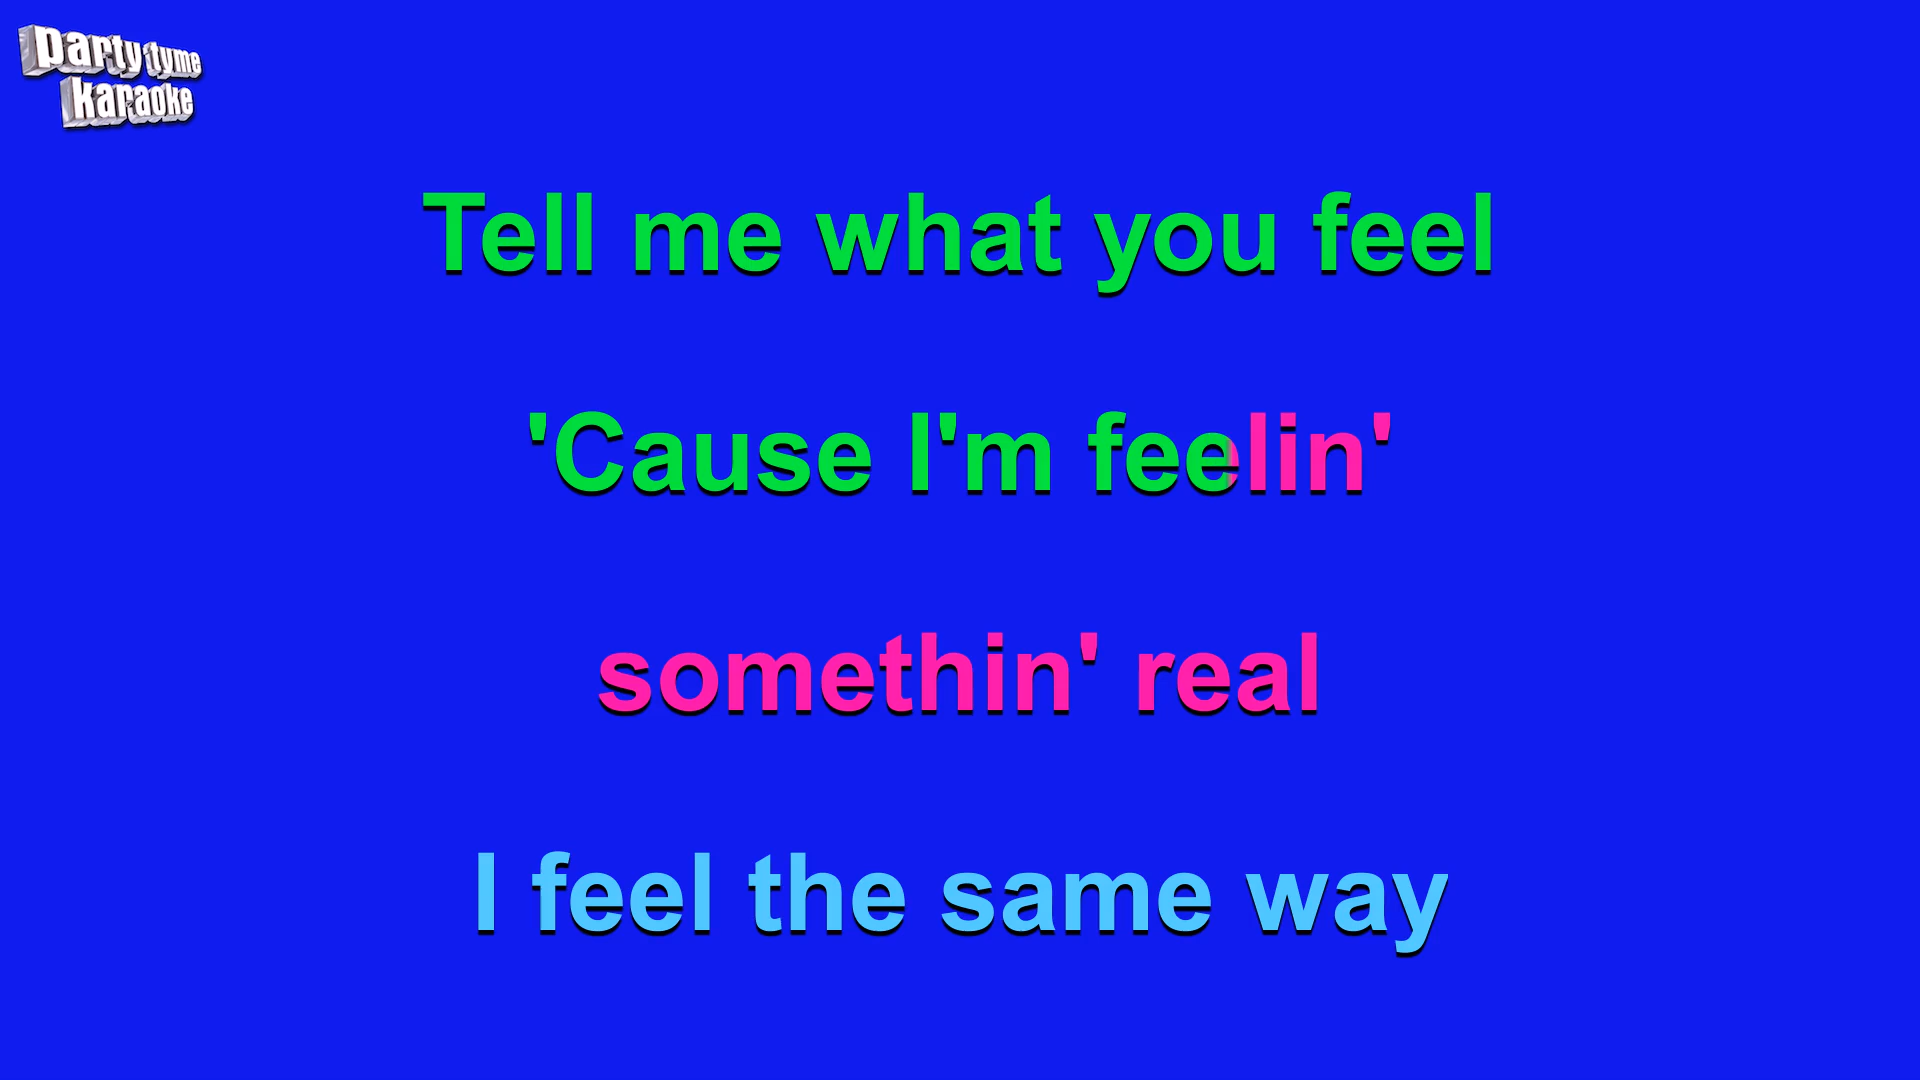 party tyme
karaoke
Tell me what you feel
'Cause I'm feelin'
somethin' real
I feel the same way